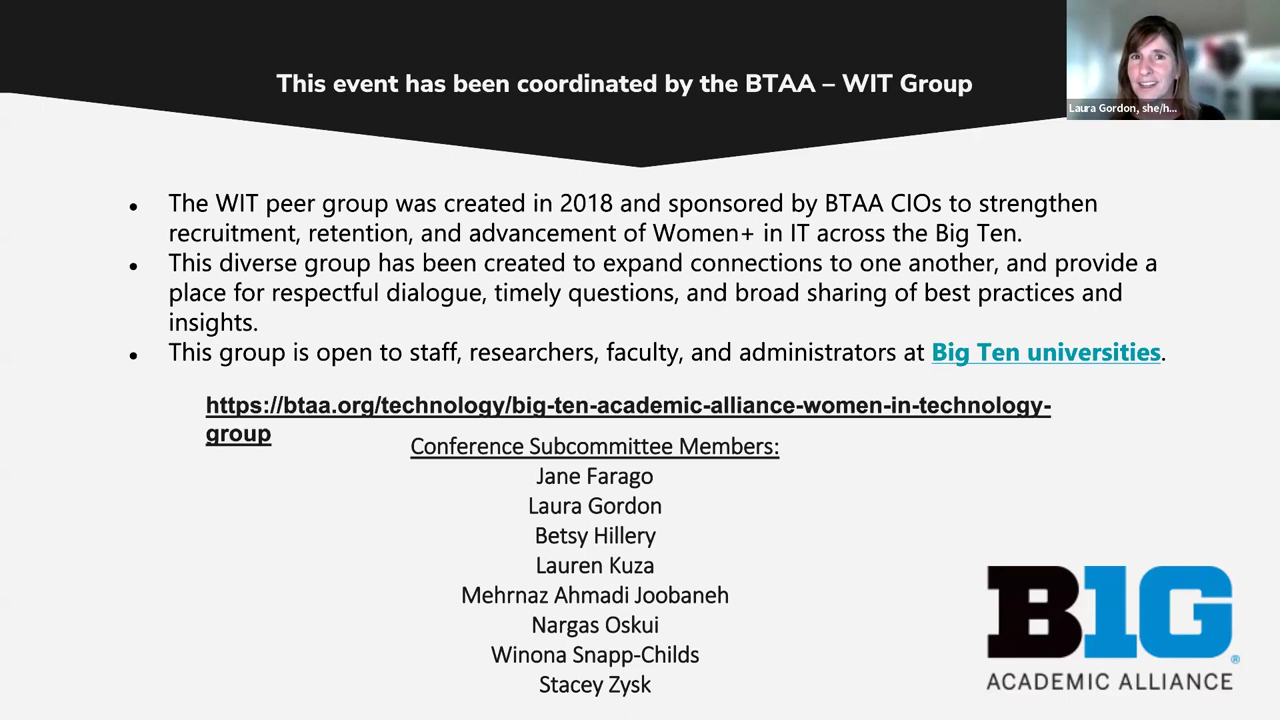 This event has been coordinated by the BTAA – WIT Group
Laura Gordon, she/h...
• The WIT peer group was created in 2018 and sponsored by BTAA CIOs to strengthen
recruitment, retention, and advancement of Women+ in IT across the Big Ten.
• This diverse group has been created to expand connections to one another, and provide a
place for respectful dialogue, timely questions, and broad sharing of best practices and
insights.
• This group is open to staff, researchers, faculty, and administrators at Big Ten universities.
https://btaa.org/technology/big-ten-academic-alliance-women-in-technology-
group
Conference Subcommittee Members:
Jane Farago
Laura Gordon
Betsy Hillery
Lauren Kuza
Mehrnaz Ahmadi Joobaneh
Nargas Oskui
Winona Snapp-Childs
Stacey Zysk
B1G®
ACADEMIC ALLIANCE